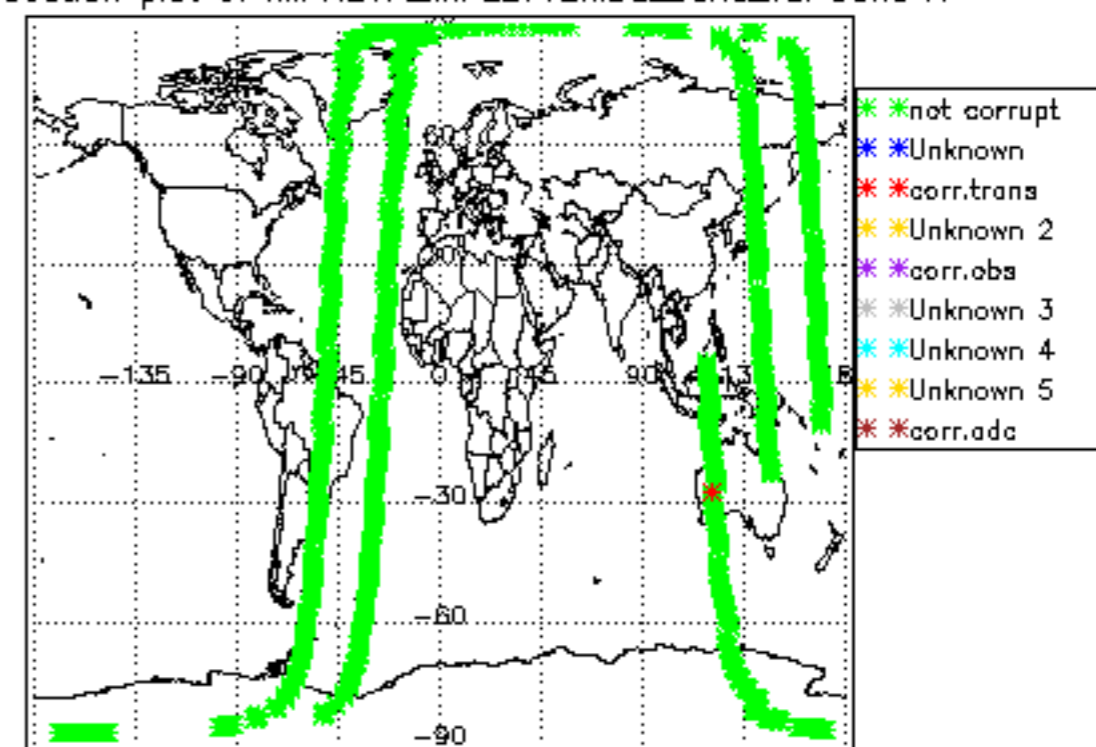 60
-135 -90 -45 0 45 90
-30
-60
-90
not corrupt
Unknown
corr.trans
Unknown 2
corr.obs
Unknown 3
Unknown 4
Unknown 5
corr.adc